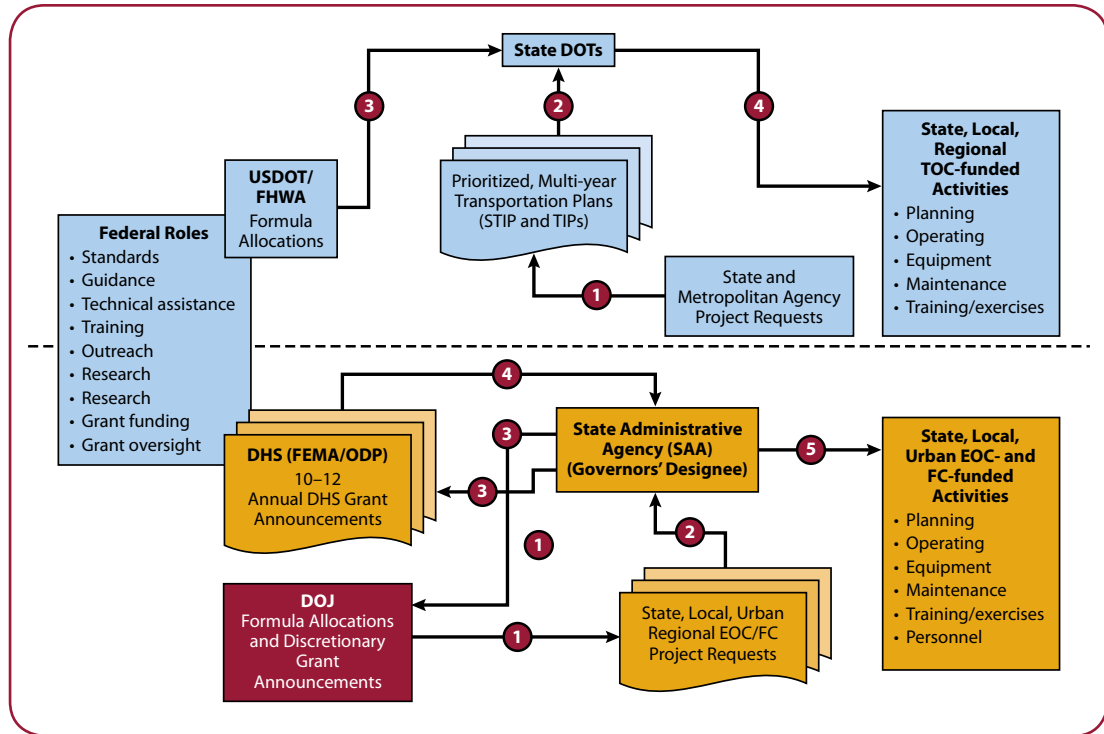 State DOTs
3
2
4
USDOT/
FHWA
Formula
Allocations
Prioritized, Multi-year
Transportation Plans
(STIP and TIPs)
State, Local,
Regional
TOC-funded
Activities
• Planning
• Operating
• Equipment
• Maintenance
• Training/exercises
Federal Roles
• Standards
• Guidance
• Technical assistance
• Training
• Outreach
• Research
• Research
• Grant funding
• Grant oversight
1
State and
Metropolitan Agency
Project Requests
4
DHS (FEMA/ODP)
10–12
Annual DHS Grant
Announcements
3
3
State Administrative
Agency (SAA)
(Governors’ Designee)
5
State, Local,
Urban EOC- and
FC-funded
Activities
• Planning
• Operating
• Equipment
• Maintenance
• Training/exercises
• Personnel
1
2
DOJ
Formula Allocations
and Discretionary
Grant
Announcements
1
State, Local, Urban
Regional EOC/FC
Project Requests